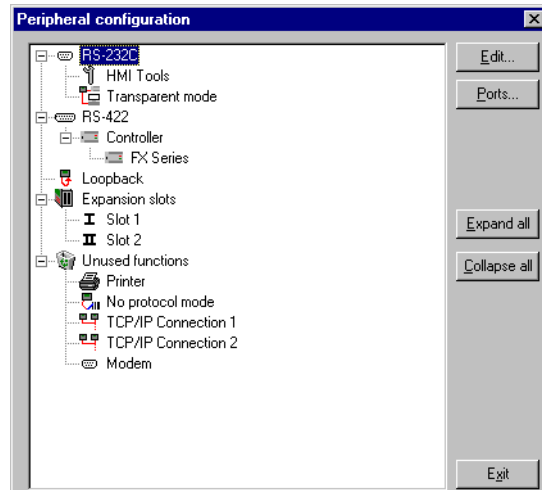 Peripheral configuration
RS-232C
HMI Tools
Transparent mode
RS-422
Controller
FX Series
Loopback
Expansion slots
I Slot 1
II Slot 2
Unused functions
Printer
No protocol mode
TCP/IP Connection 1
TCP/IP Connection 2
Modem
Edit...
Ports...
Expand all
Collapse all
Exit